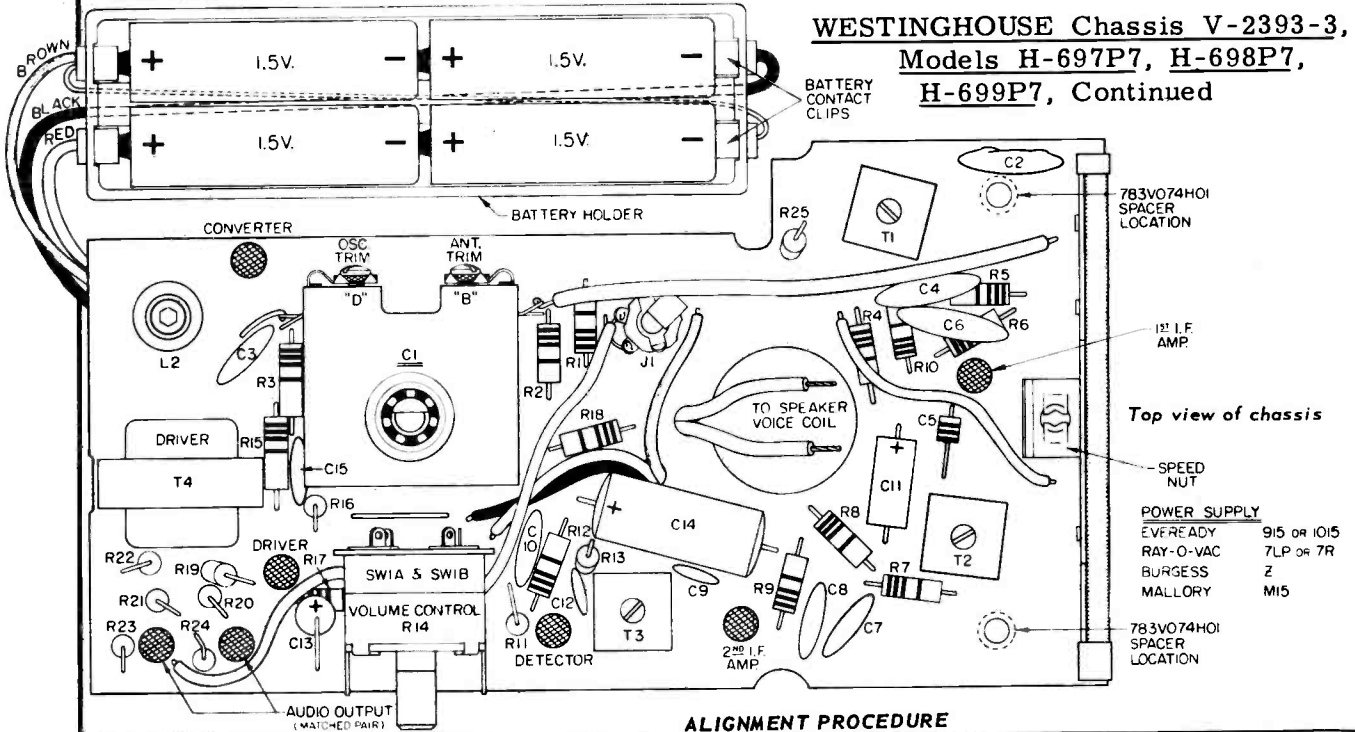 WESTINGHOUSE Chassis V-2393-3,
Models H-697P7, H-698P7,
H-699P7, Continued
BROWN
BLACK
RED
+ 1.5V. −
+ 1.5V. −
+ 1.5V. −
+ 1.5V. −
BATTERY
CONTACT
CLIPS
BATTERY HOLDER
CONVERTER
OSC.
TRIM
ANT.
TRIM
"D"
"B"
L2
C3
R3
C1
R2
R1
J1
R25
T1
C2
783V074H01
SPACER
LOCATION
C4
R5
C6
R6
R4
R10
1ST I.F.
AMP.
TO SPEAKER
VOICE COIL
C5
Top view of chassis
SPEED
NUT
DRIVER
T4
R15
C15
R16
R18
C14
+
C11
+
R8
T2
R7
POWER SUPPLY
EVEREADY 915 OR 1015
RAY-O-VAC 7LP OR 7R
BURGESS Z
MALLORY M15
R22
R19
DRIVER
R17
SW1A & SW1B
VOLUME CONTROL
R14
C10
R12
R13
C12
C9
R9
C8
C7
R21
R20
R23
R24
C13
+
R11
DETECTOR
T3
2ND I.F.
AMP.
783V074H01
SPACER
LOCATION
AUDIO OUTPUT
(MATCHED PAIR)
ALIGNMENT PROCEDURE